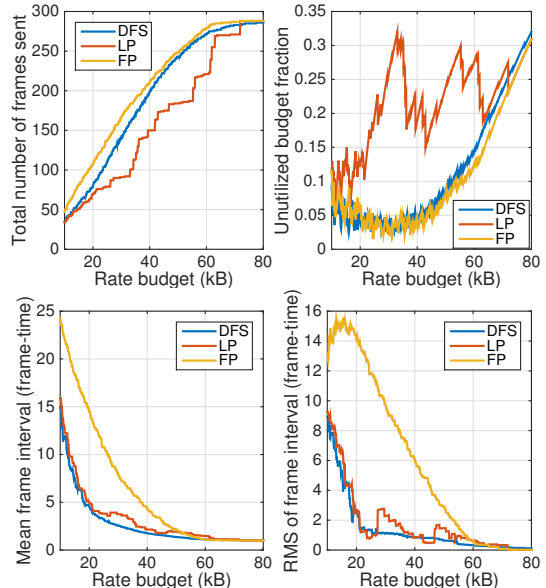 Total number of frames sent
300
250
200
150
100
50
0
20
40
60
80
Rate budget (kB)
DFS
LP
FP
Unutilized budget fraction
0.35
0.3
0.25
0.2
0.15
0.1
0.05
0
20
40
60
80
Rate budget (kB)
DFS
LP
FP
Mean frame interval (frame-time)
25
20
15
10
5
0
20
40
60
80
Rate budget (kB)
DFS
LP
FP
RMS of frame interval (frame-time)
16
14
12
10
8
6
4
2
0
20
40
60
80
Rate budget (kB)
DFS
LP
FP